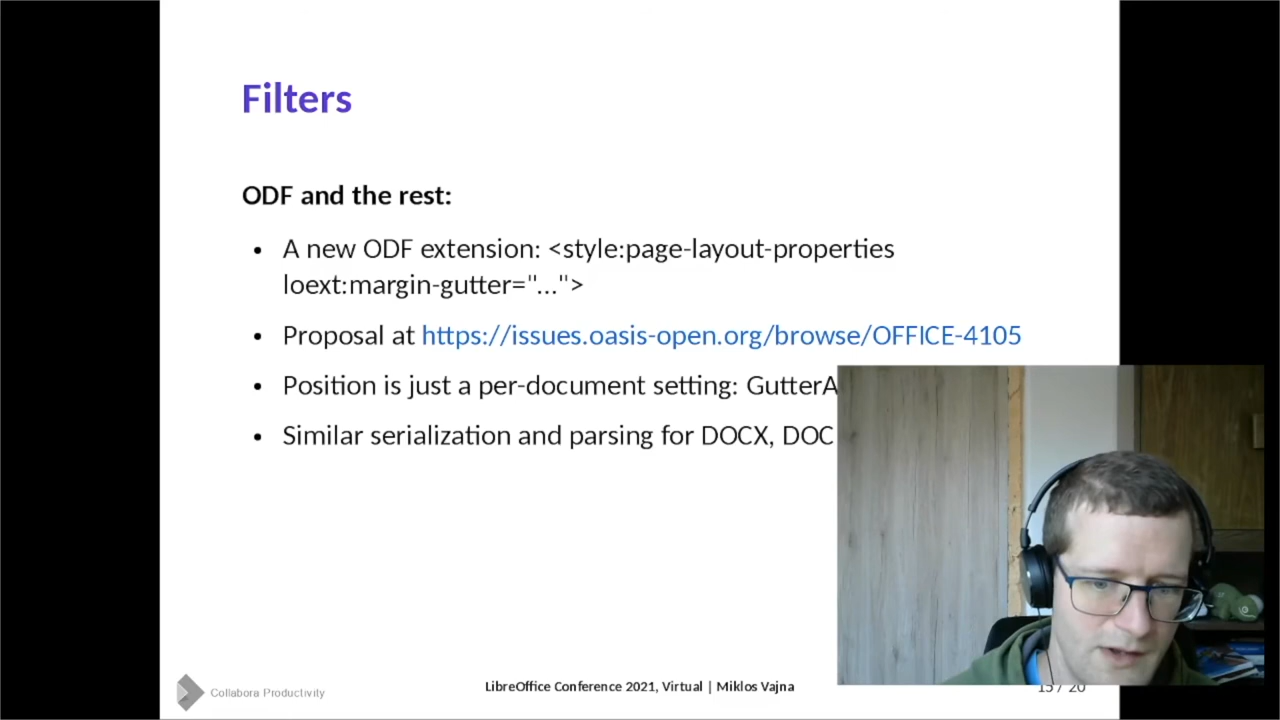 Filters
ODF and the rest:
• A new ODF extension: <style:page-layout-properties
loext:margin-gutter="...">
• Proposal at https://issues.oasis-open.org/browse/OFFICE-4105
• Position is just a per-document setting: GutterA
• Similar serialization and parsing for DOCX, DOC
Collabora Productivity
LibreOffice Conference 2021, Virtual | Miklos Vajna
15 / 20